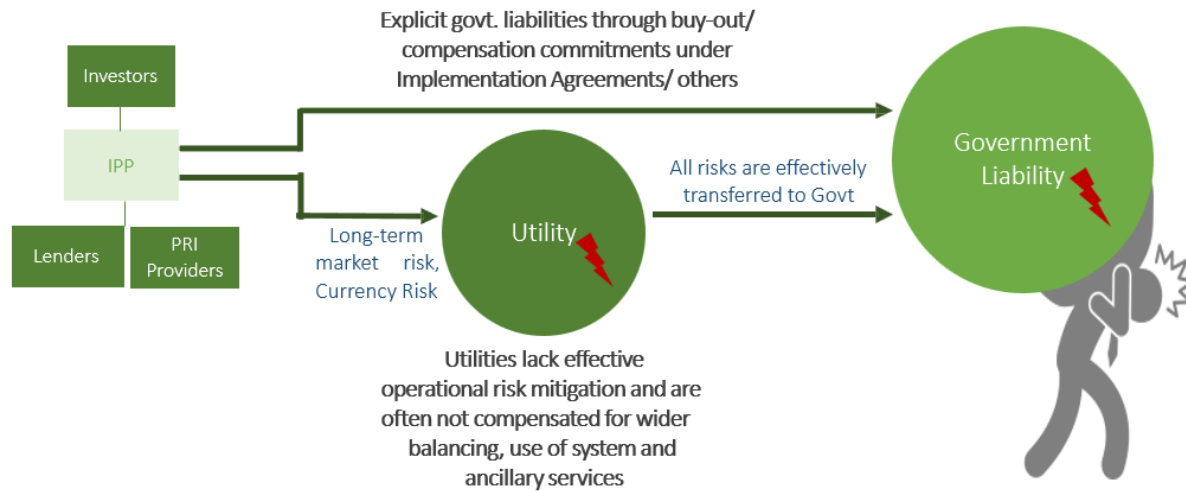 Explicit govt. liabilities through buy-out/
compensation commitments under
Implementation Agreements/ others
Investors
IPP
Lenders
PRI
Providers
Long-term
market risk,
Currency Risk
Utility
All risks are effectively
transferred to Govt
Government
Liability
Utilities lack effective
operational risk mitigation and are
often not compensated for wider
balancing, use of system and
ancillary services